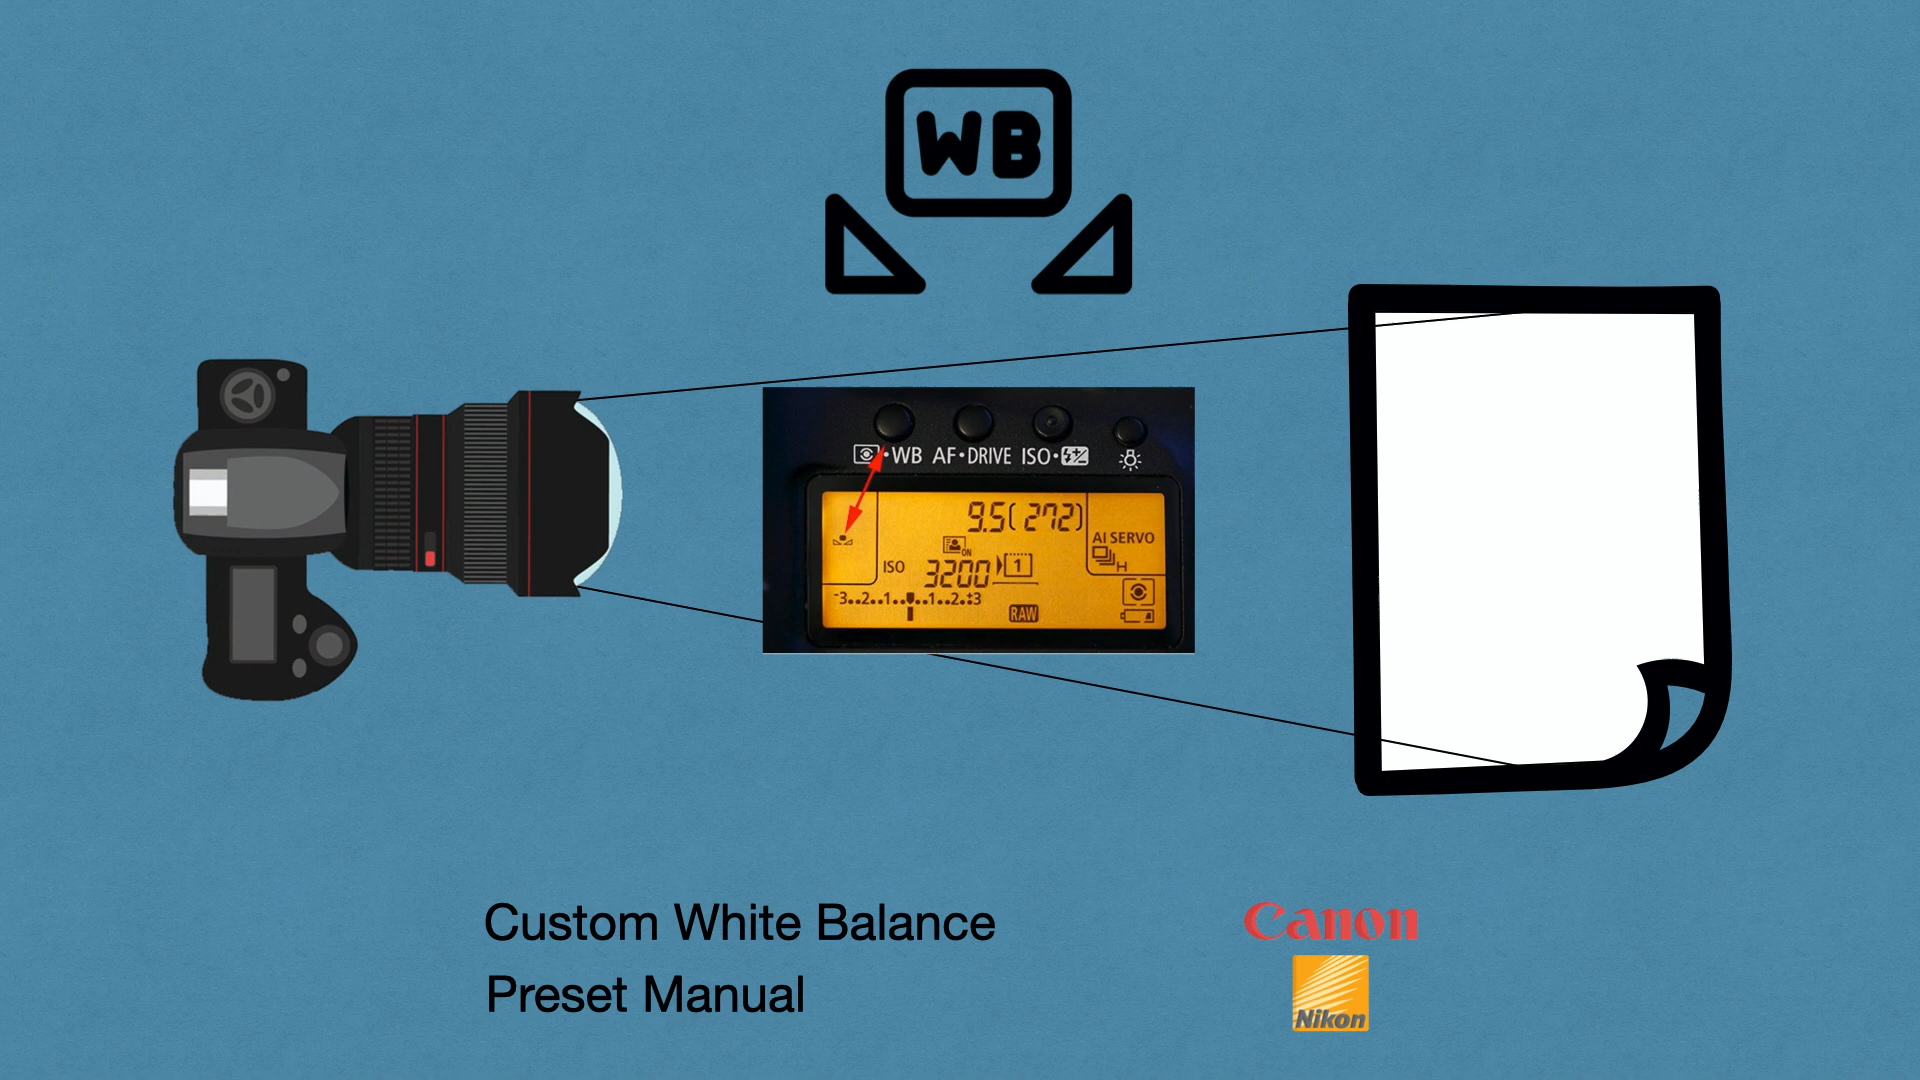 WB
•WB AF•DRIVE ISO•
9.5( 272)
AI SERVO
ON
H
ISO 3200 1
-3..2..1..▼..1..2.±3
RAW
Custom White Balance
Canon
Preset Manual
Nikon